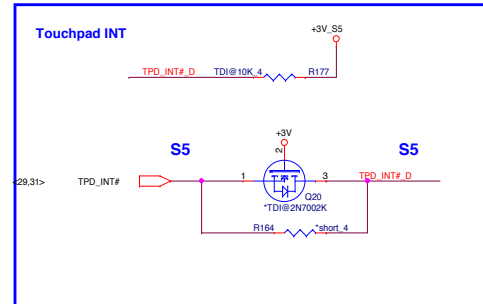 Touchpad INT
+3V_S5
TPD_INT#_D TDI@10K_4 R177
+3V
S5 S5
2
<29,31> TPD_INT# 1 3 TPD_INT#_D
Q20
*TDI@2N7002K
R164 *short_4